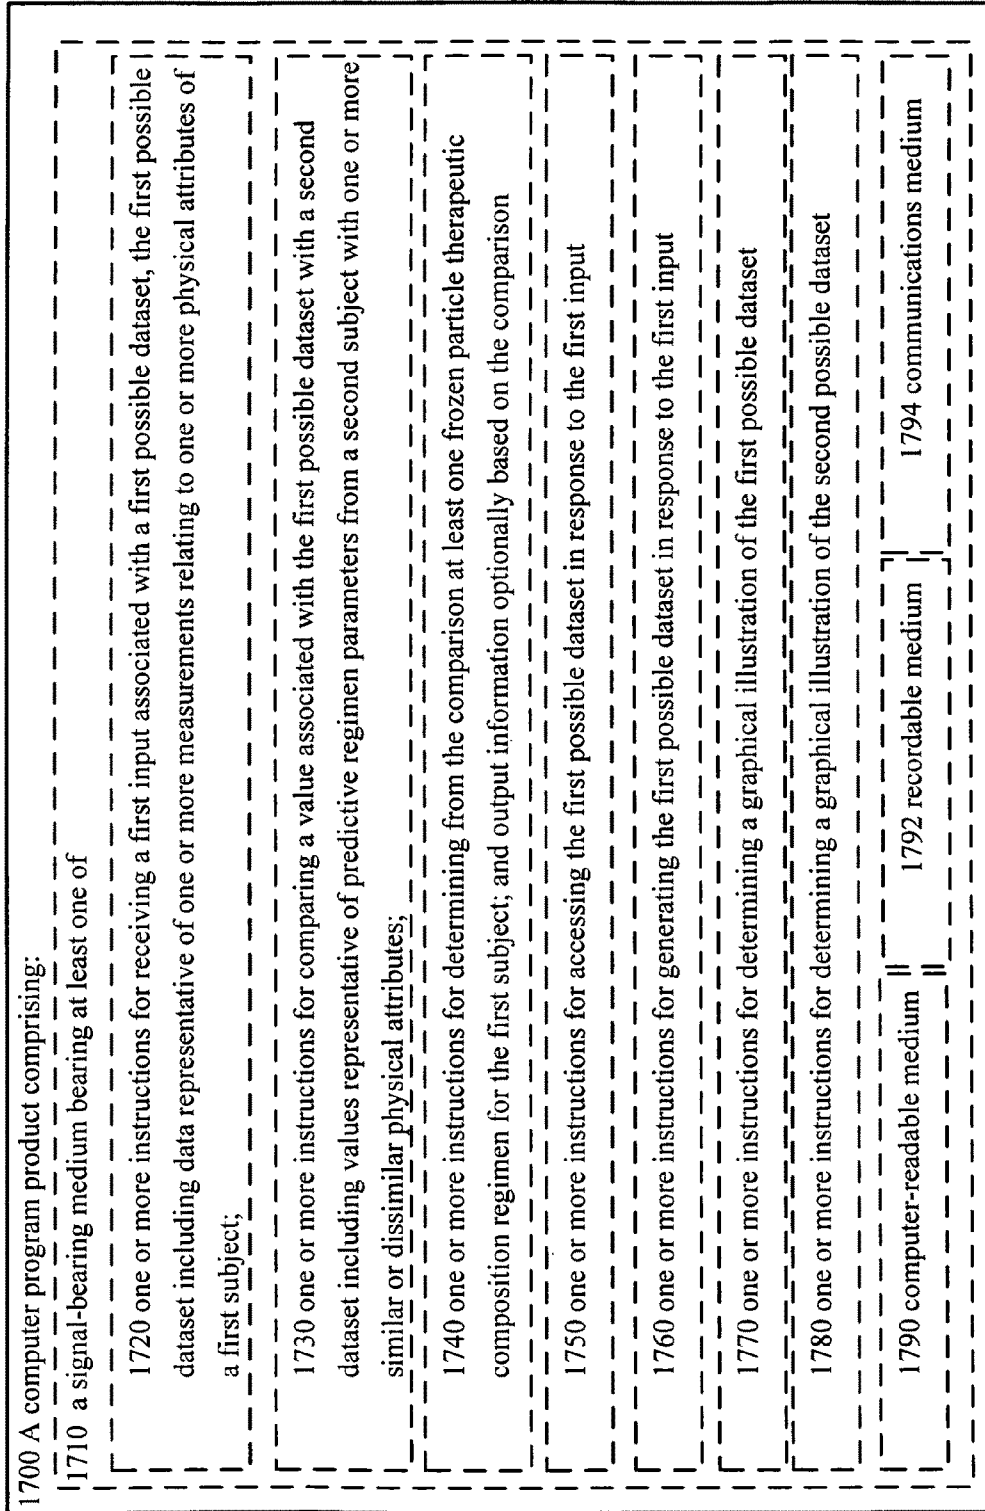 1700 A computer program product comprising:
1710 a signal-bearing medium bearing at least one of
1720 one or more instructions for receiving a first input associated with a first possible dataset, the first possible
dataset including data representative of one or more measurements relating to one or more physical attributes of
a first subject;
1730 one or more instructions for comparing a value associated with the first possible dataset with a second
dataset including values representative of predictive regimen parameters from a second subject with one or more
similar or dissimilar physical attributes;
1740 one or more instructions for determining from the comparison at least one frozen particle therapeutic
composition regimen for the first subject; and output information optionally based on the comparison
1750 one or more instructions for accessing the first possible dataset in response to the first input
1760 one or more instructions for generating the first possible dataset in response to the first input
1770 one or more instructions for determining a graphical illustration of the first possible dataset
1780 one or more instructions for determining a graphical illustration of the second possible dataset
1790 computer-readable medium
1792 recordable medium
1794 communications medium